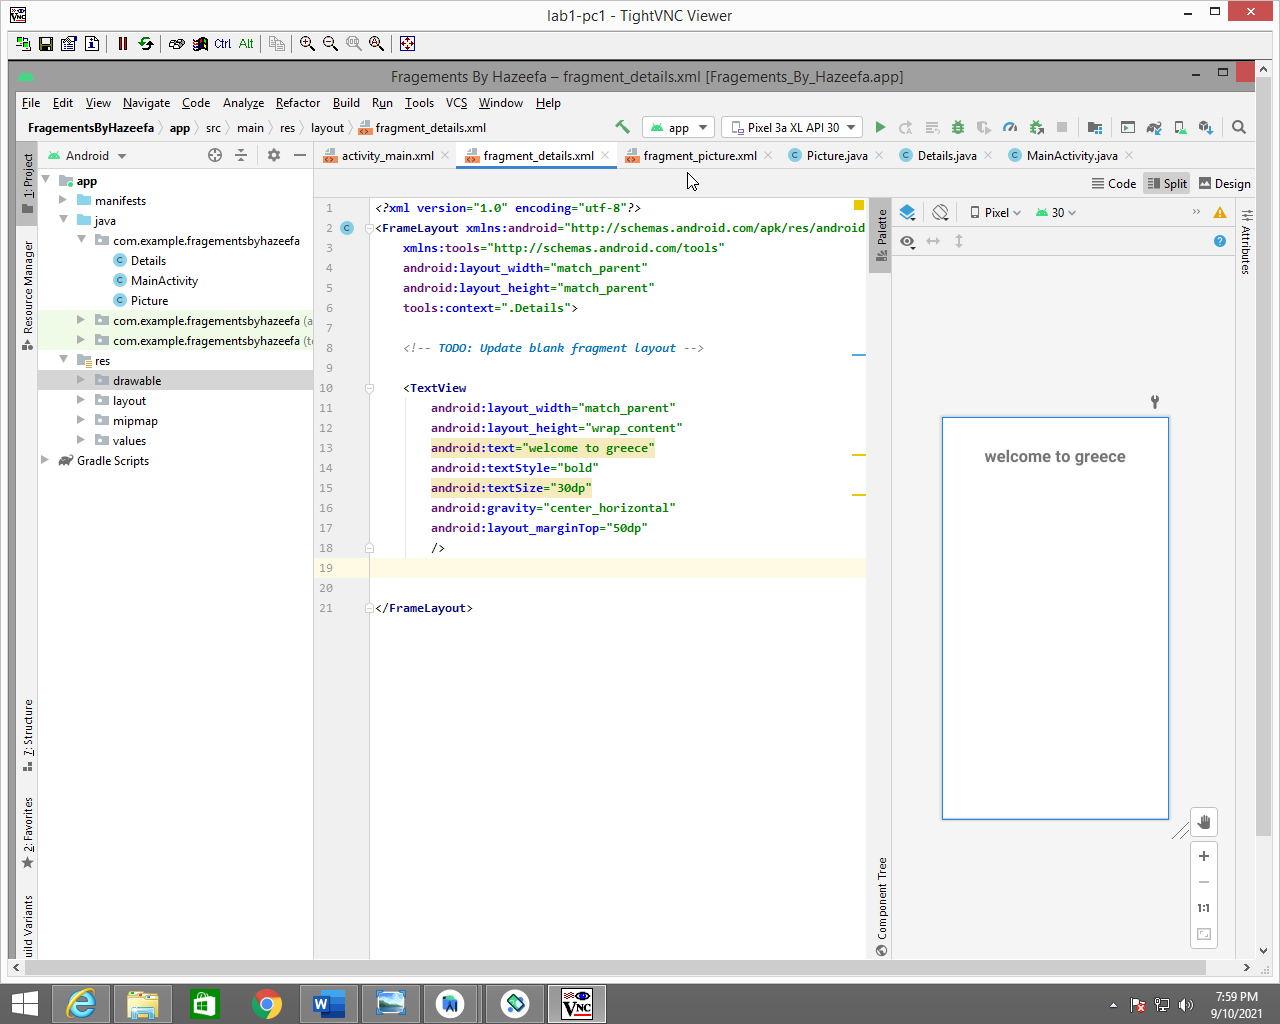 lab1-pc1 - TightVNC Viewer
Ctrl Alt
Fragements By Hazeefa – fragment_details.xml [Fragements_By_Hazeefa.app]
File Edit View Navigate Code Analyze Refactor Build Run Tools VCS Window Help
FragementsByHazeefa app src main res layout fragment_details.xml
app
Pixel 3a XL API 30
1: Project
Android
activity_main.xml
fragment_details.xml
fragment_picture.xml
Picture.java
Details.java
MainActivity.java
Code
Split
Design
app
manifests
java
com.example.fragementsbyhazeefa
Details
MainActivity
Picture
com.example.fragementsbyhazeefa (a
com.example.fragementsbyhazeefa (t
res
drawable
layout
mipmap
values
Gradle Scripts
Resource Manager
7: Structure
2: Favorites
uild Variants
1 <?xml version="1.0" encoding="utf-8"?>
2 <FrameLayout xmlns:android="http://schemas.android.com/apk/res/android
3 xmlns:tools="http://schemas.android.com/tools"
4 android:layout_width="match_parent"
5 android:layout_height="match_parent"
6 tools:context=".Details">
7
8 <!-- TODO: Update blank fragment layout -->
9
10 <TextView
11 android:layout_width="match_parent"
12 android:layout_height="wrap_content"
13 android:text="welcome to greece"
14 android:textStyle="bold"
15 android:textSize="30dp"
16 android:gravity="center_horizontal"
17 android:layout_marginTop="50dp"
18 />
19
20
21 </FrameLayout>
Palette
Component Tree
Pixel
30
Attributes
welcome to greece
1:1
7:59 PM
9/10/2021